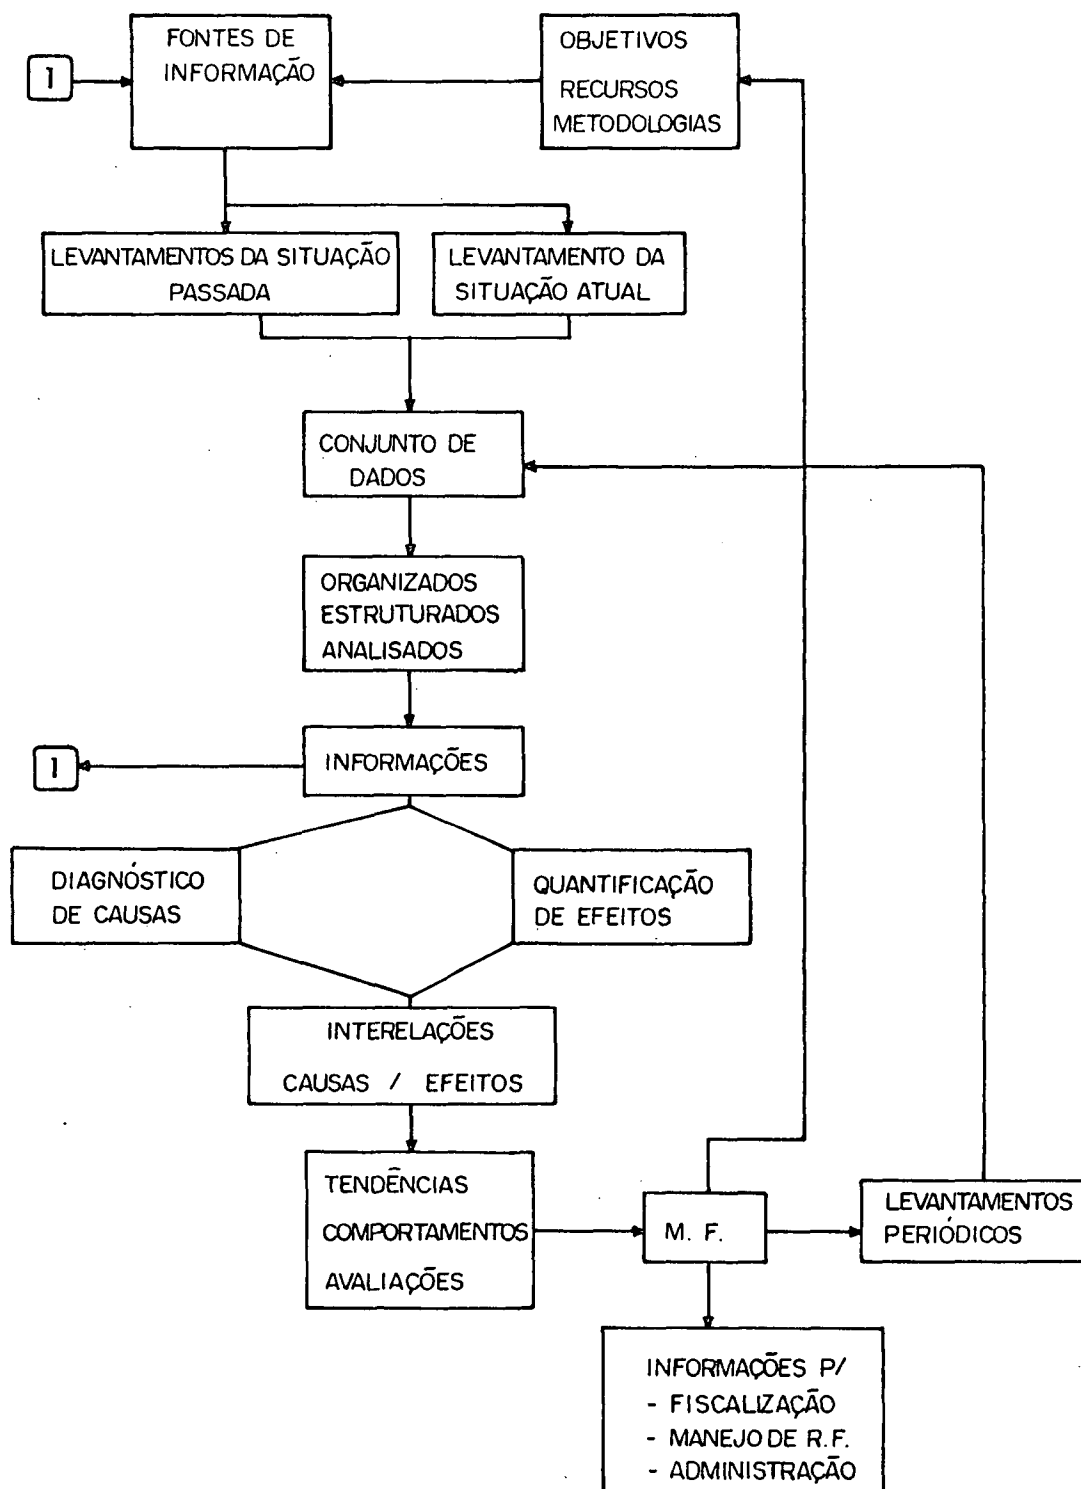 FONTES DE
INFORMAÇÃO
OBJETIVOS
RECURSOS
METODOLOGIAS
1
LEVANTAMENTOS DA SITUAÇÃO
PASSADA
LEVANTAMENTO DA
SITUAÇÃO ATUAL
CONJUNTO DE
DADOS
ORGANIZADOS
ESTRUTURADOS
ANALISADOS
1
INFORMAÇÕES
DIAGNÓSTICO
DE CAUSAS
QUANTIFICAÇÃO
DE EFEITOS
INTERELAÇÕES
CAUSAS / EFEITOS
TENDÊNCIAS
COMPORTAMENTOS
AVALIAÇÕES
M. F.
LEVANTAMENTOS
PERIÓDICOS
INFORMAÇÕES P/
- FISCALIZAÇÃO
- MANEJO DE R.F.
- ADMINISTRAÇÃO